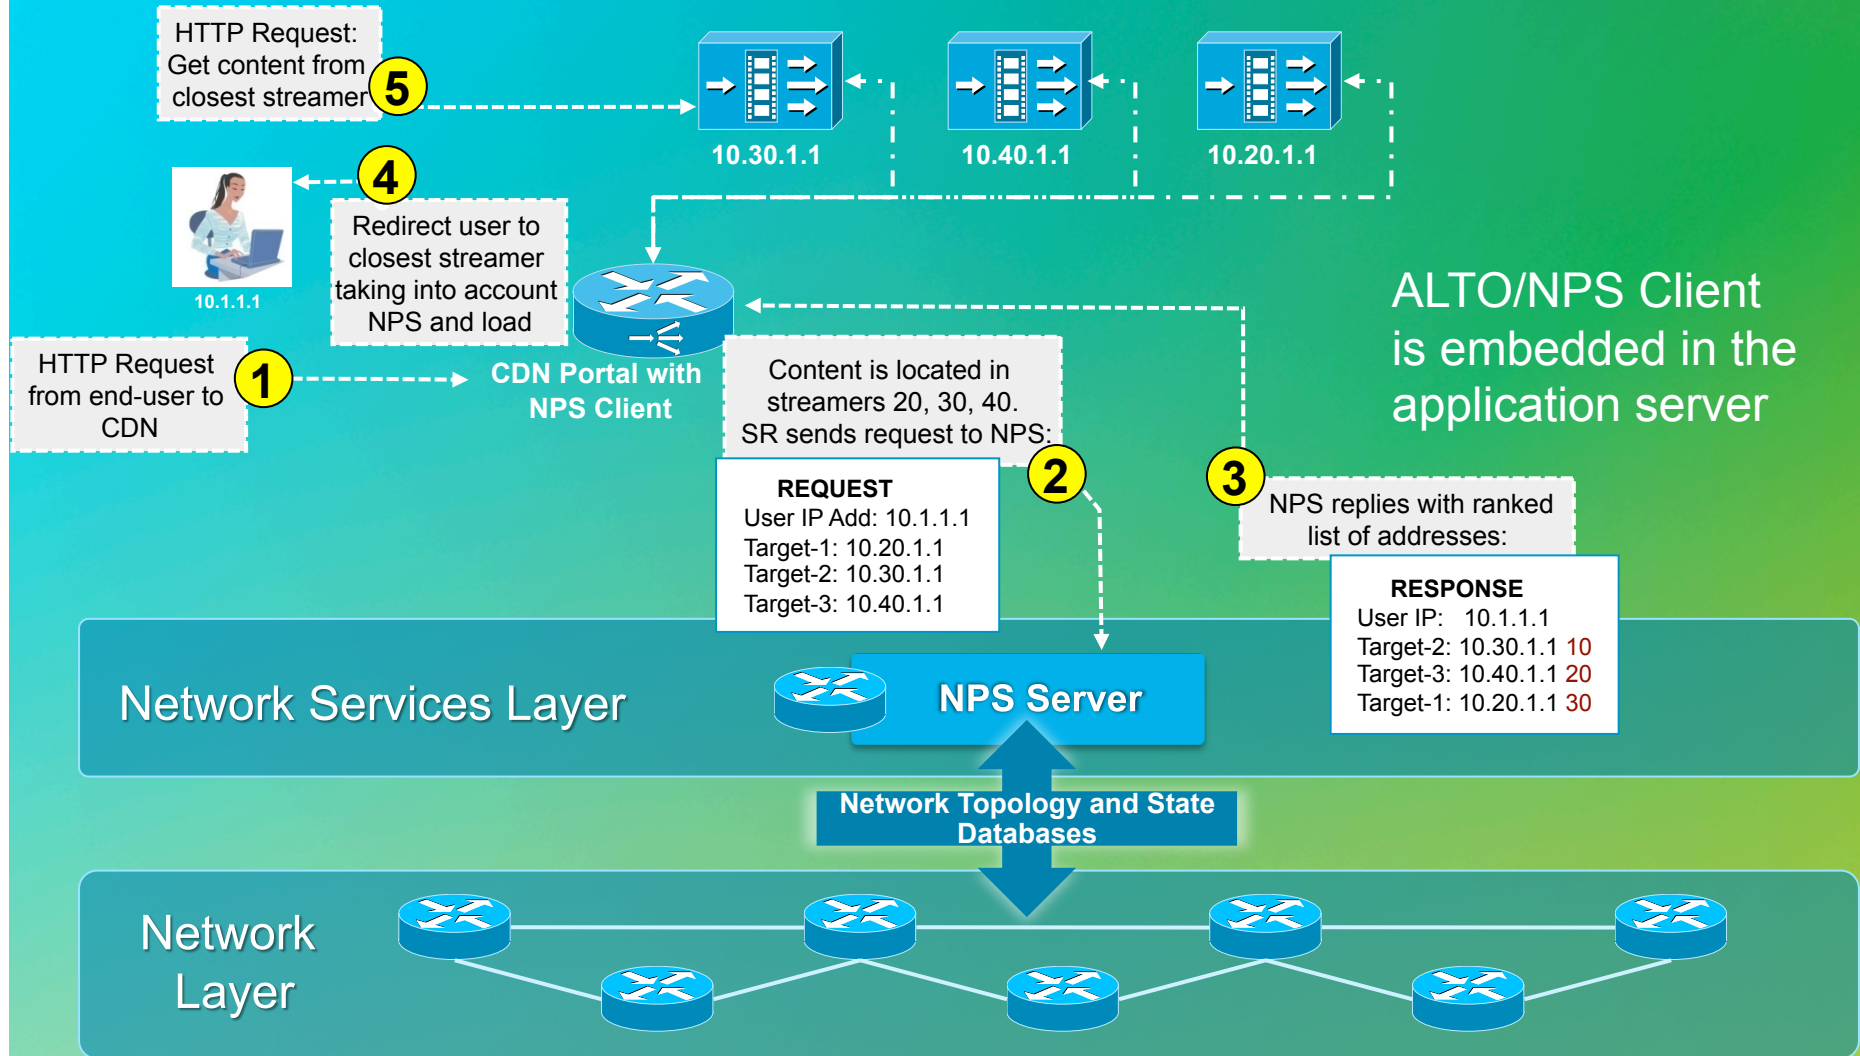 HTTP Request:
Get content from
closest streamer
5
10.30.1.1
10.40.1.1
10.20.1.1
4
10.1.1.1
Redirect user to
closest streamer
taking into account
NPS and load
ALTO/NPS Client
is embedded in the
application server
HTTP Request
from end-user to
CDN
1
CDN Portal with
NPS Client
Content is located in
streamers 20, 30, 40.
SR sends request to NPS:
2
REQUEST
User IP Add: 10.1.1.1
Target-1: 10.20.1.1
Target-2: 10.30.1.1
Target-3: 10.40.1.1
3
NPS replies with ranked
list of addresses:
RESPONSE
User IP: 10.1.1.1
Target-2: 10.30.1.1 10
Target-3: 10.40.1.1 20
Target-1: 10.20.1.1 30
Network Services Layer
NPS Server
Network Topology and State
Databases
Network
Layer